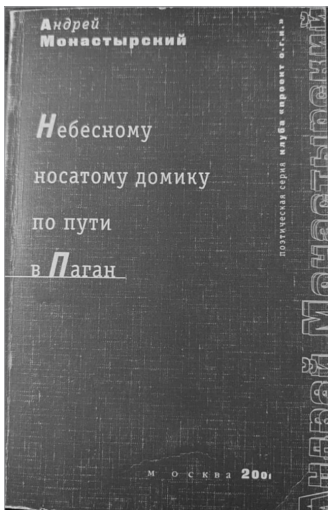 Андрей
Монастырский
Небесному
носатому домику
по пути
в Паган
москва 2001
поэтическая серия клуба «проект о.г.и.»
Андрей Монастырский